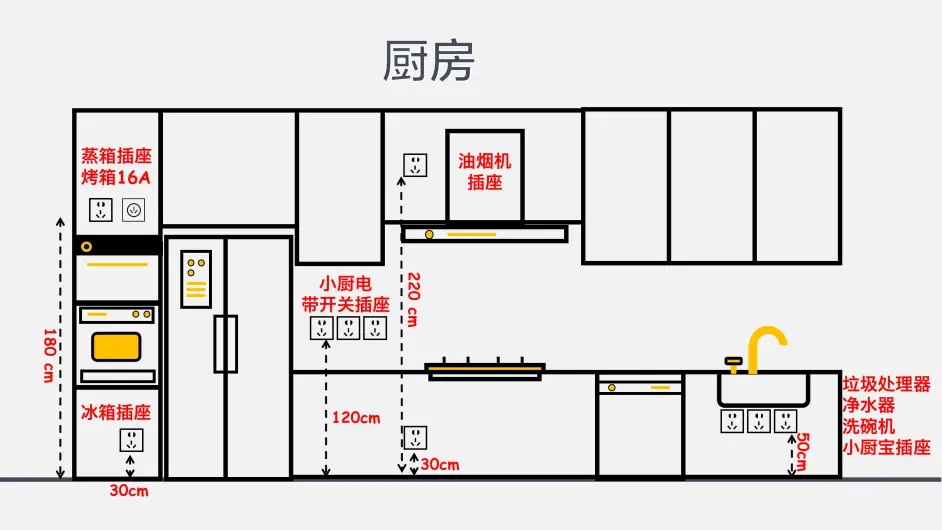 厨房
蒸箱插座
烤箱16A
油烟机
插座
小厨电
带开关插座
220 cm
180 cm
冰箱插座
120cm
30cm
30cm
50cm
垃圾处理器
净水器
洗碗机
小厨宝插座